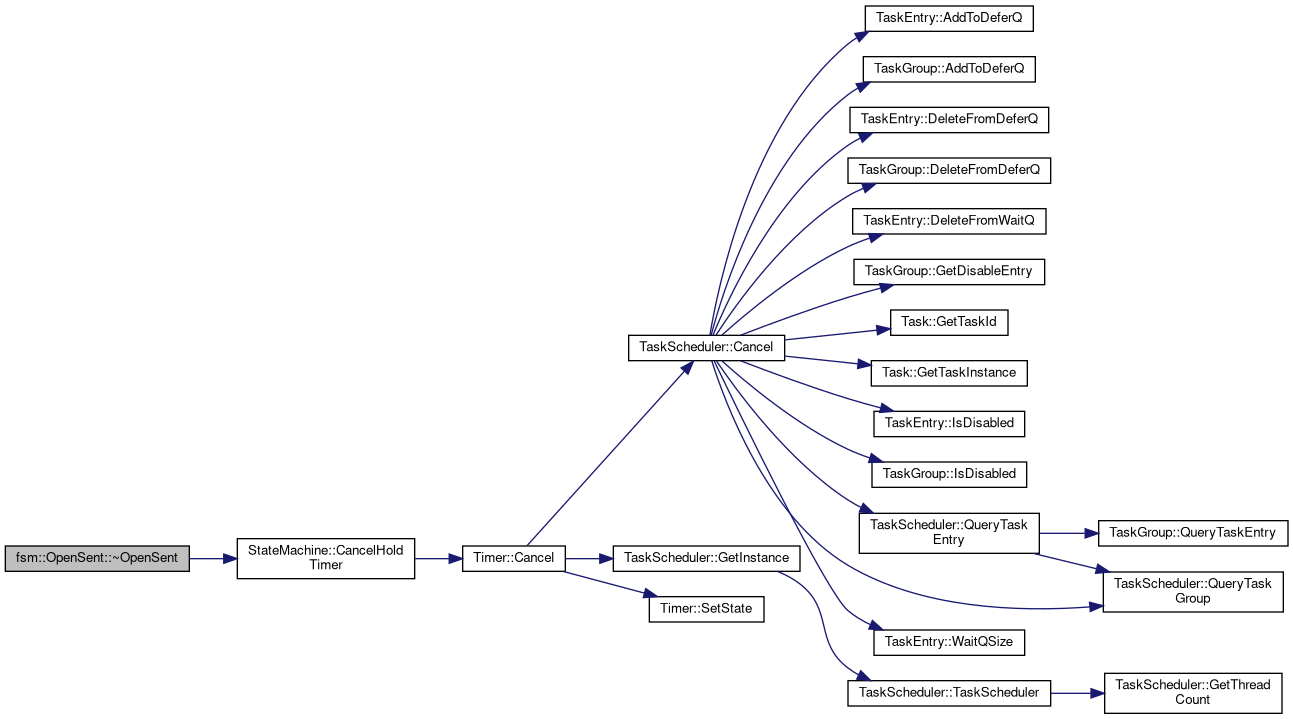 TaskEntry::AddToDeferQ
TaskGroup::AddToDeferQ
TaskEntry::DeleteFromDeferQ
TaskGroup::DeleteFromDeferQ
TaskEntry::DeleteFromWaitQ
TaskGroup::GetDisableEntry
Task::GetTaskId
TaskScheduler::Cancel
Task::GetTaskInstance
TaskEntry::IsDisabled
TaskGroup::IsDisabled
TaskScheduler::QueryTask
Entry
TaskGroup::QueryTaskEntry
fsm::OpenSent::~OpenSent
StateMachine::CancelHold
Timer
Timer::Cancel
TaskScheduler::GetInstance
TaskScheduler::QueryTask
Group
Timer::SetState
TaskEntry::WaitQSize
TaskScheduler::TaskScheduler
TaskScheduler::GetThread
Count